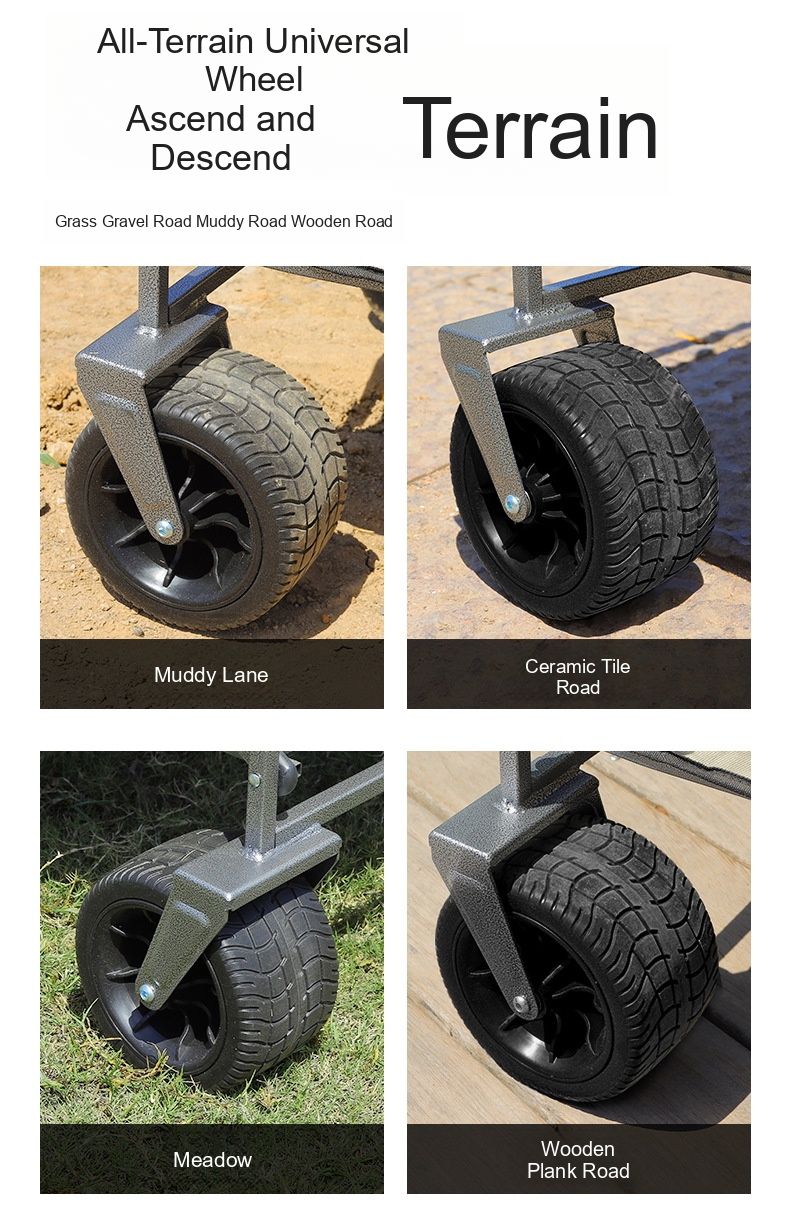 All-Terrain Universal
Wheel
Ascend and
Descend
Terrain
Grass Gravel Road Muddy Road Wooden Road
Muddy Lane
Ceramic Tile
Road
Meadow
Wooden
Plank Road